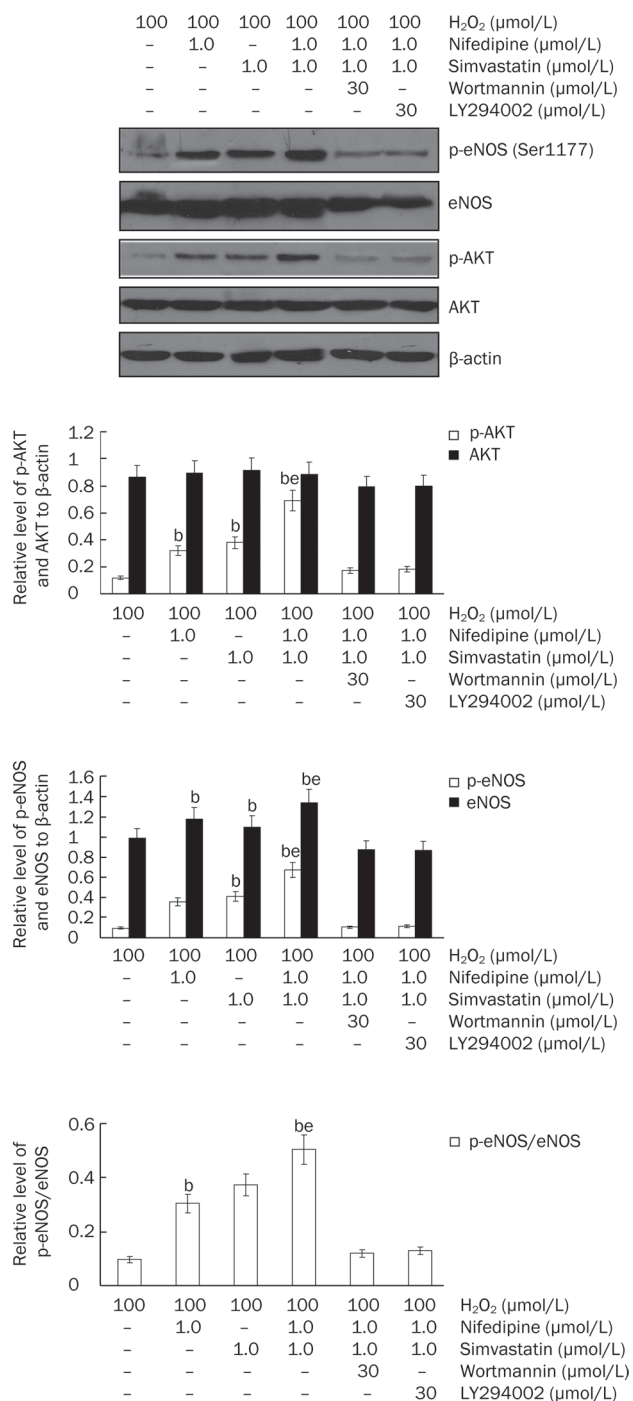 100 100 100 100 100 100 H₂O₂ (µmol/L)
– 1.0 – 1.0 1.0 1.0 Nifedipine (µmol/L)
– – 1.0 1.0 1.0 1.0 Simvastatin (µmol/L)
– – – – 30 – Wortmannin (µmol/L)
– – – – – 30 LY294002 (µmol/L)
p-eNOS (Ser1177)
eNOS
p-AKT
AKT
β-actin
Relative level of p-AKT
and AKT to β-actin
1.2
1
0.8
0.6
0.4
0.2
0
b b be
p-AKT
AKT
100 100 100 100 100 100 H₂O₂ (µmol/L)
– 1.0 – 1.0 1.0 1.0 Nifedipine (µmol/L)
– – 1.0 1.0 1.0 1.0 Simvastatin (µmol/L)
– – – – 30 – Wortmannin (µmol/L)
– – – – – 30 LY294002 (µmol/L)
Relative level of p-eNOS
and eNOS to β-actin
1.6
1.4
1.2
1
0.8
0.6
0.4
0.2
0
b b be
b be
p-eNOS
eNOS
100 100 100 100 100 100 H₂O₂ (µmol/L)
– 1.0 – 1.0 1.0 1.0 Nifedipine (µmol/L)
– – 1.0 1.0 1.0 1.0 Simvastatin (µmol/L)
– – – – 30 – Wortmannin (µmol/L)
– – – – – 30 LY294002 (µmol/L)
Relative level of
p-eNOS/eNOS
0.6
0.4
0.2
0
b be
p-eNOS/eNOS
100 100 100 100 100 100 H₂O₂ (µmol/L)
– 1.0 – 1.0 1.0 1.0 Nifedipine (µmol/L)
– – 1.0 1.0 1.0 1.0 Simvastatin (µmol/L)
– – – – 30 – Wortmannin (µmol/L)
– – – – – 30 LY294002 (µmol/L)